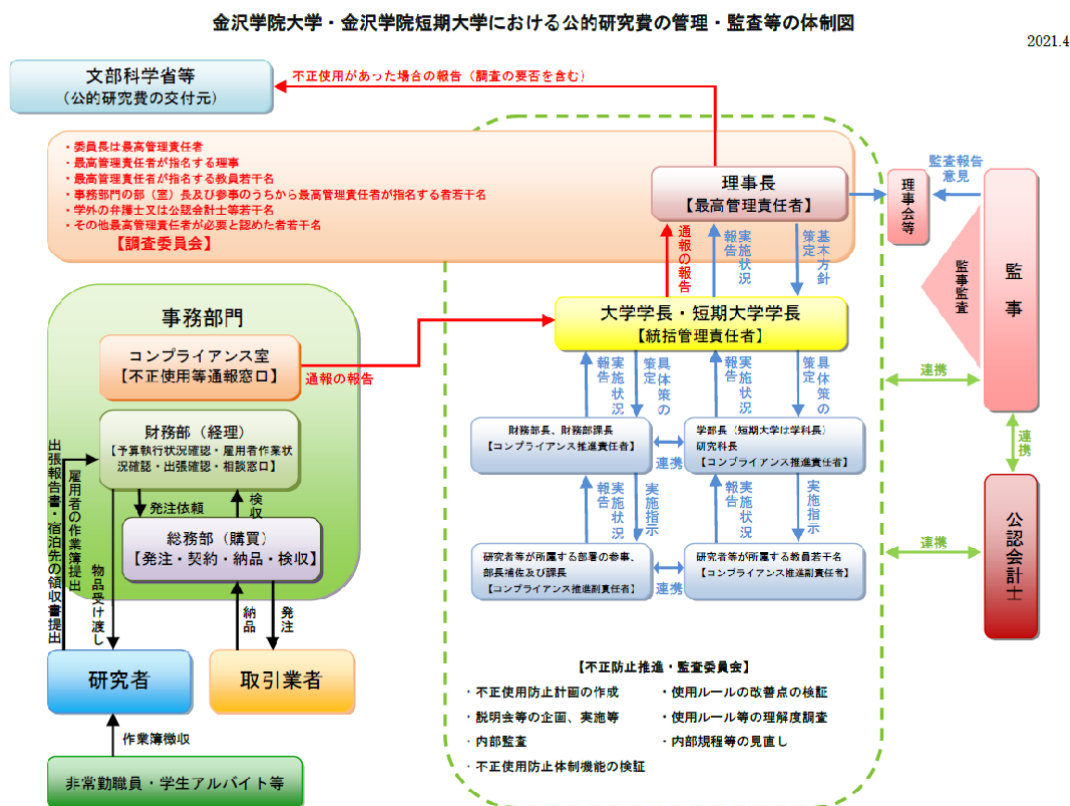 金沢学院大学・金沢学院短期大学における公的研究費の管理・監査等の体制図
2021.4
文部科学省等
（公的研究費の交付元）
不正使用があった場合の報告（調査の要否を含む）
・委員長は最高管理責任者
・最高管理責任者が指名する理事
・最高管理責任者が指名する教員若干名
・事務部門の部（室）長及び参事のうちから最高管理責任者が指名する者若干名
・学外の弁護士又は公認会計士等若干名
・その他最高管理責任者が必要と認めた者若干名
【調査委員会】
理事長
【最高管理責任者】
理事会等
監査報告
意見
監事
監事監査
通報の報告
実施状況
報告
基本方針
策定
大学学長・短期大学学長
【統括管理責任者】
事務部門
コンプライアンス室
【不正使用等通報窓口】
通報の報告
財務部（経理）
【予算執行状況確認・雇用者作業状
況確認・出張確認・相談窓口】
発注依頼
検収
総務部（購買）
【発注・契約・納品・検収】
出張報告書・宿泊先の領収書提出
雇用者の作業簿提出
物品受け渡し
納品
発注
研究者
取引業者
作業簿徴収
非常勤職員・学生アルバイト等
実施状況
報告
具体策の
策定
実施状況
報告
具体策の
策定
財務部長、財務部課長
【コンプライアンス推進責任者】
連携
学部長（短期大学は学科長）
研究科長
【コンプライアンス推進責任者】
実施状況
報告
実施指示
実施状況
報告
実施指示
研究者等が所属する部署の参事、
部長補佐及び課長
【コンプライアンス推進副責任者】
連携
研究者等が所属する教員若干名
【コンプライアンス推進副責任者】
連携
連携
連携
公認会計士
【不正防止推進・監査委員会】
・不正使用防止計画の作成
・使用ルールの改善点の検証
・説明会等の企画、実施等
・使用ルール等の理解度調査
・内部監査
・内部規程等の見直し
・不正使用防止体制機能の検証